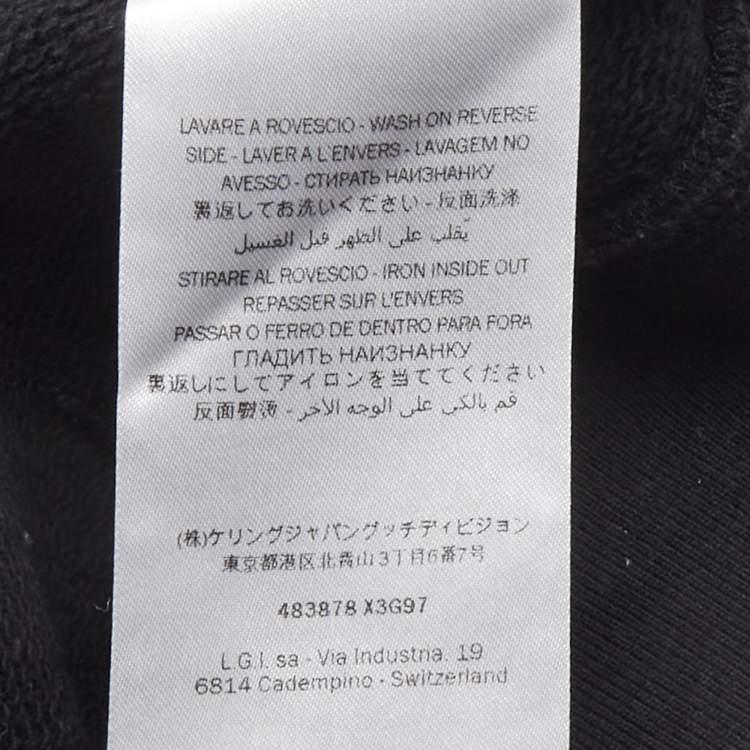 LAVARE A ROVESCIO - WASH ON REVERSE
SIDE - LAVER A L'ENVERS - LAVAGEM NO
AVESSO - СТИРАТЬ НАИЗНАНКУ
裏返してお洗いください - 反面洗涤
يُقلب على الظهر قبل الغسيل
STIRARE AL ROVESCIO - IRON INSIDE OUT
REPASSER SUR L'ENVERS
PASSAR O FERRO DE DENTRO PARA FORA
ГЛАДИТЬ НАИЗНАНКУ
裏返しにしてアイロンを当ててください
反面熨烫 - قم بالكي على الوجه الآخر
(株)ケリングジャパングッチディビジョン
東京都港区北青山3丁目6番7号
483878 X3G97
L.G.I. sa - Via Industria. 19
6814 Cadempino - Switzerland